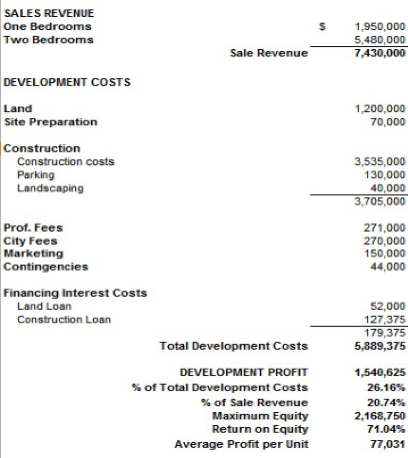 SALES REVENUE
One Bedrooms $ 1,950,000
Two Bedrooms 5,480,000
Sale Revenue 7,430,000
DEVELOPMENT COSTS
Land 1,200,000
Site Preparation 70,000
Construction
Construction costs 3,535,000
Parking 130,000
Landscaping 40,000
3,705,000
Prof. Fees 271,000
City Fees 270,000
Marketing 150,000
Contingencies 44,000
Financing Interest Costs
Land Loan 52,000
Construction Loan 127,375
179,375
Total Development Costs 5,889,375
DEVELOPMENT PROFIT 1,540,625
% of Total Development Costs 26.16%
% of Sale Revenue 20.74%
Maximum Equity 2,168,750
Return on Equity 71.04%
Average Profit per Unit 77,031